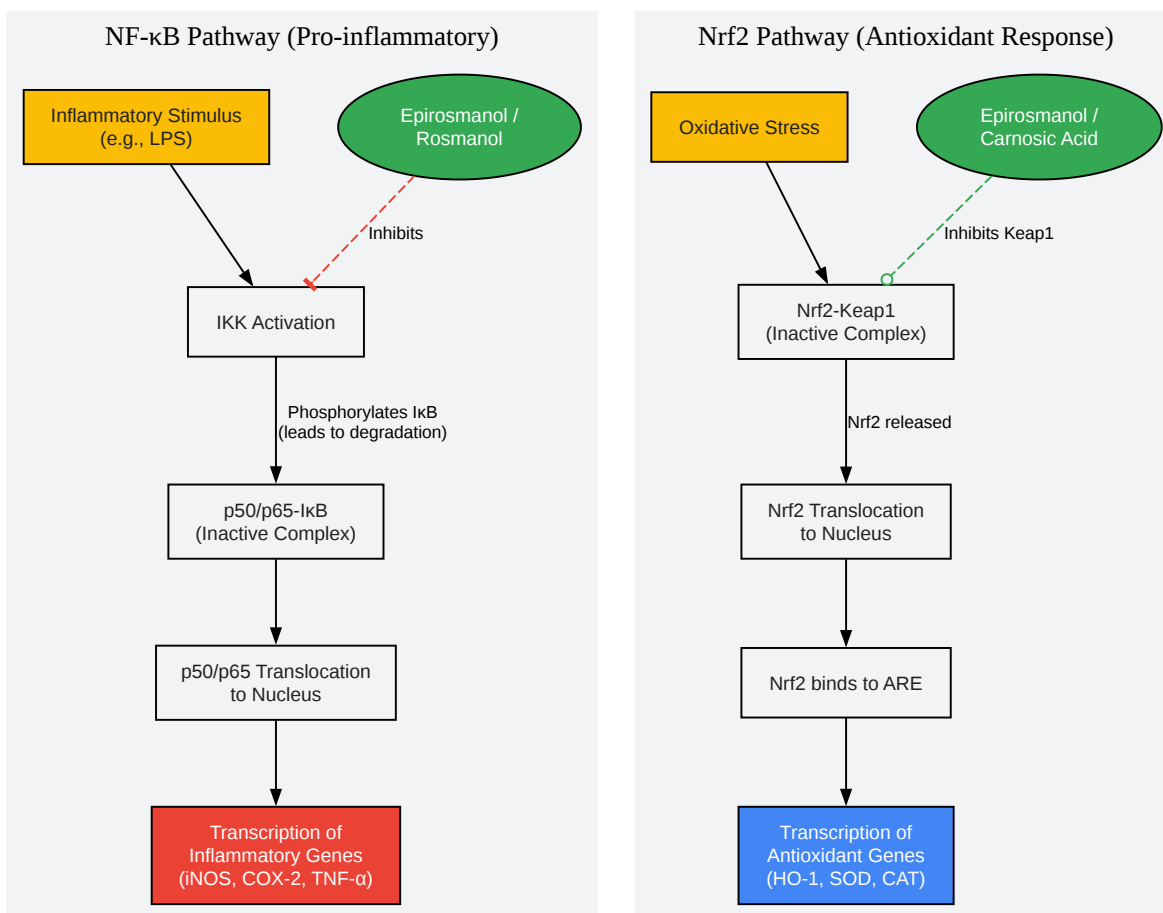 NF-κB Pathway (Pro-inflammatory)
Inflammatory Stimulus
(e.g., LPS)
Epirosmanol /
Rosmanol
Inhibits
IKK Activation
Phosphorylates IκB
(leads to degradation)
p50/p65-IκB
(Inactive Complex)
p50/p65 Translocation
to Nucleus
Transcription of
Inflammatory Genes
(iNOS, COX-2, TNF-α)
Nrf2 Pathway (Antioxidant Response)
Oxidative Stress
Epirosmanol /
Carnosic Acid
Inhibits Keap1
Nrf2-Keap1
(Inactive Complex)
Nrf2 released
Nrf2 Translocation
to Nucleus
Nrf2 binds to ARE
Transcription of
Antioxidant Genes
(HO-1, SOD, CAT)